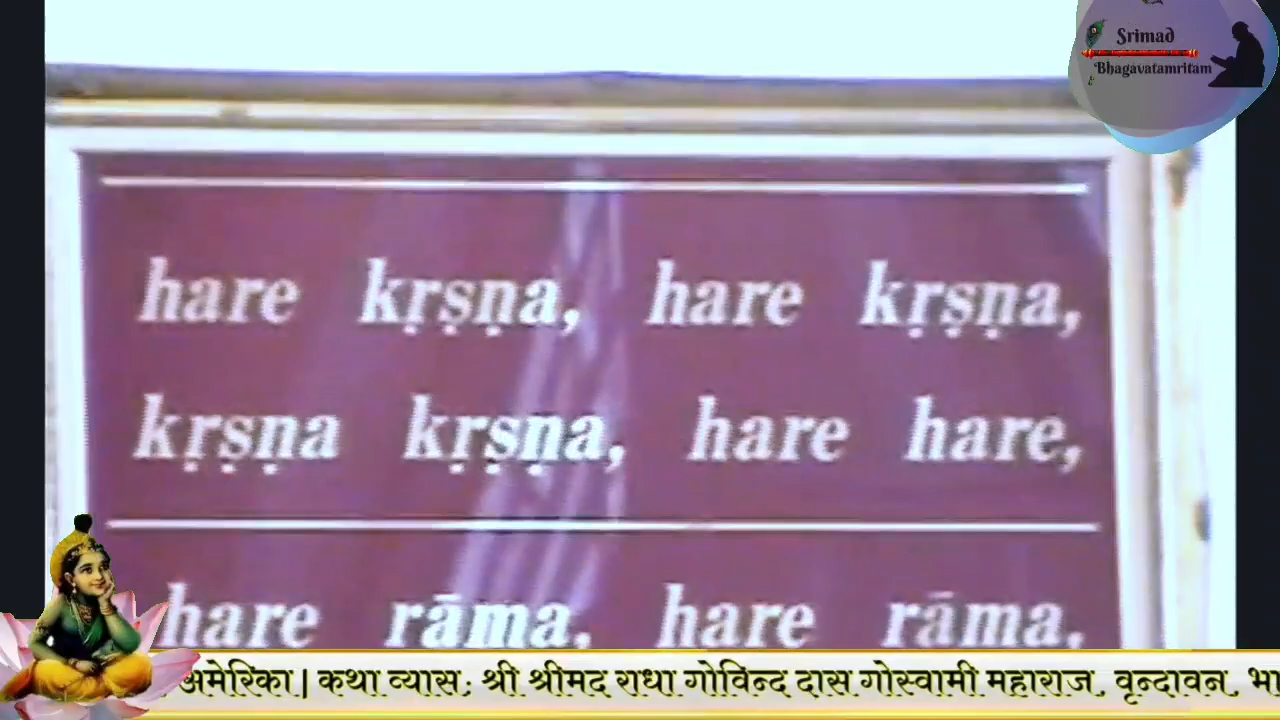 Srimad
Bhagavatamritam
hare kṛṣṇa, hare kṛṣṇa,
kṛṣṇa kṛṣṇa, hare hare,
hare rāma, hare rāma,
अमेरिका | कथा व्यास: श्री श्रीमद राधा गोविन्द दास गोस्वामी महाराज, वृन्दावन,